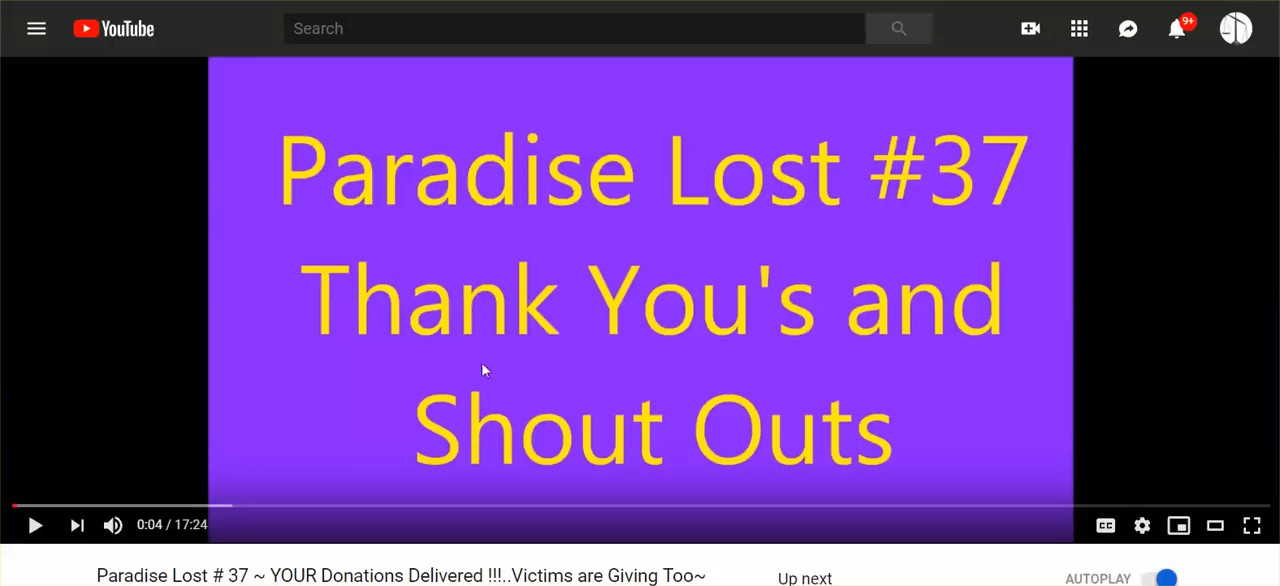 YouTube
Search
9+
Paradise Lost #37
Thank You's and
Shout Outs
0:04 / 17:24
CC
Paradise Lost # 37 ~ YOUR Donations Delivered !!!..Victims are Giving Too~
Up next
AUTOPLAY